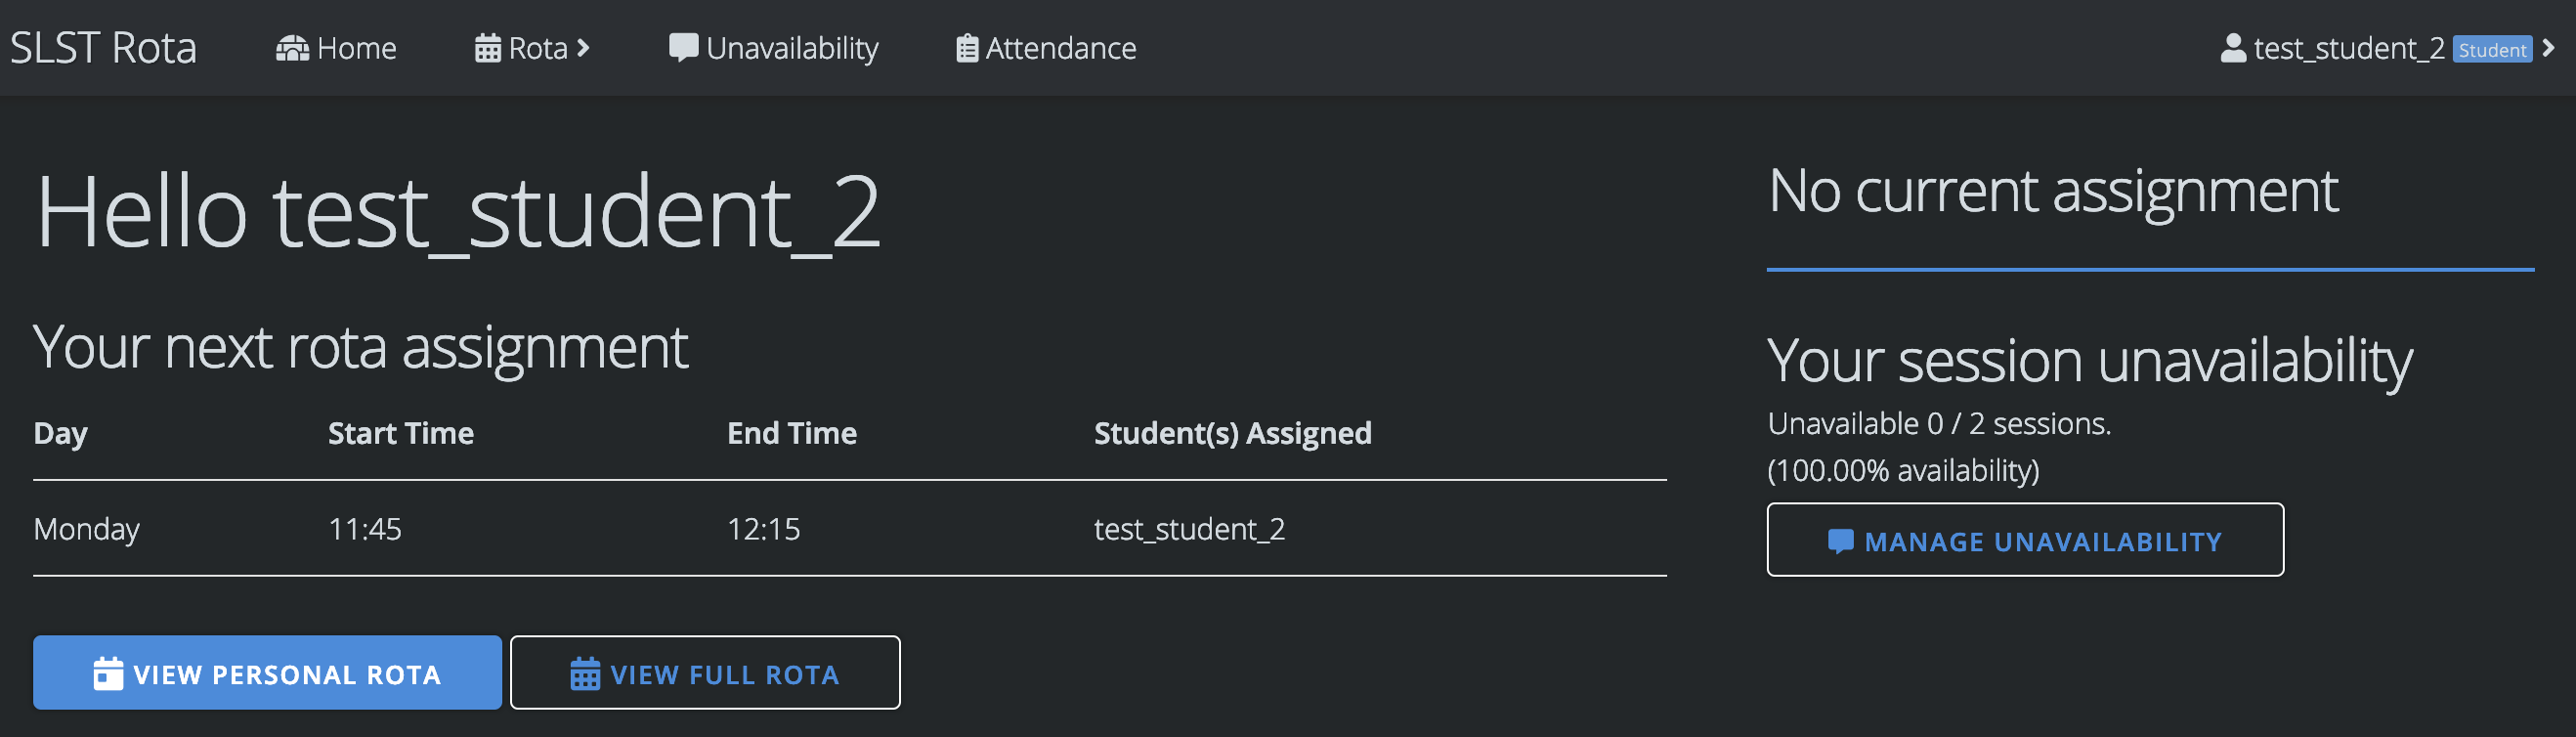 SLST Rota Home Rota Unavailability Attendance test_student_2 Student
Hello test_student_2
Your next rota assignment
Day Start Time End Time Student(s) Assigned
Monday 11:45 12:15 test_student_2
VIEW PERSONAL ROTA VIEW FULL ROTA
No current assignment
Your session unavailability
Unavailable 0 / 2 sessions.
(100.00% availability)
MANAGE UNAVAILABILITY